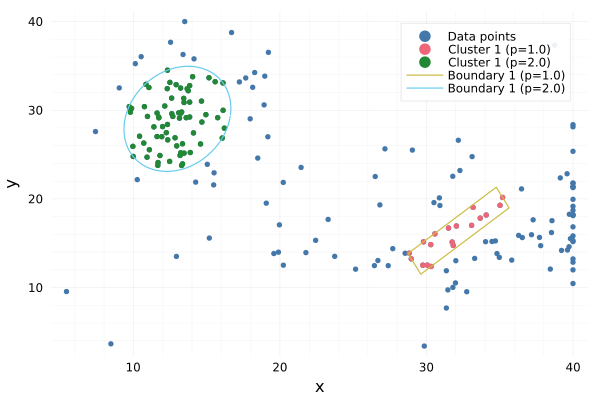 40
30
20
10
y
10
20
30
40
x
Data points
Cluster 1 (p=1.0)
Cluster 1 (p=2.0)
Boundary 1 (p=1.0)
Boundary 1 (p=2.0)